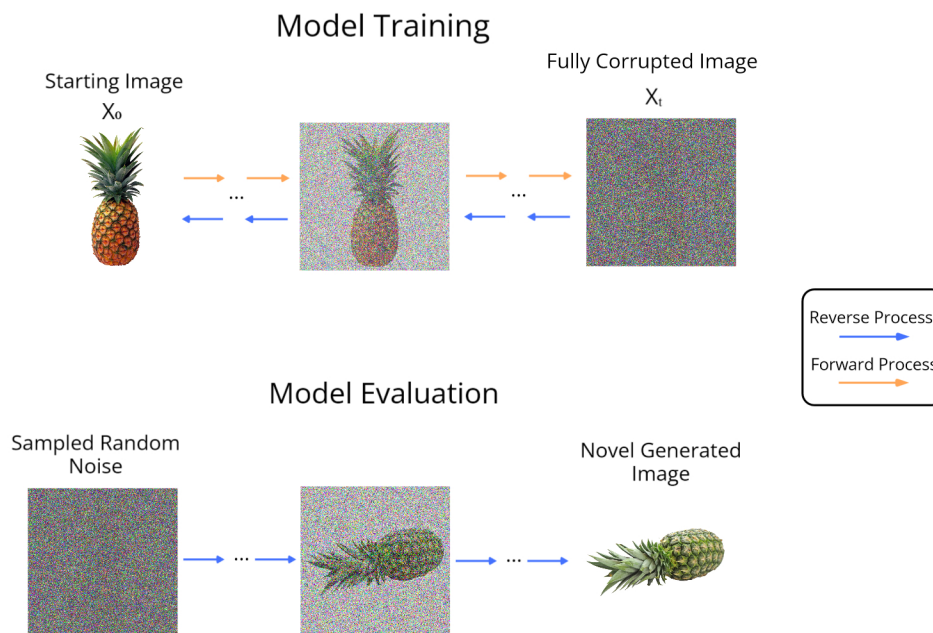 Model Training
Starting Image
X₀
Fully Corrupted Image
Xₜ
...
...
Reverse Process
Forward Process
Model Evaluation
Sampled Random
Noise
Novel Generated
Image
...
...